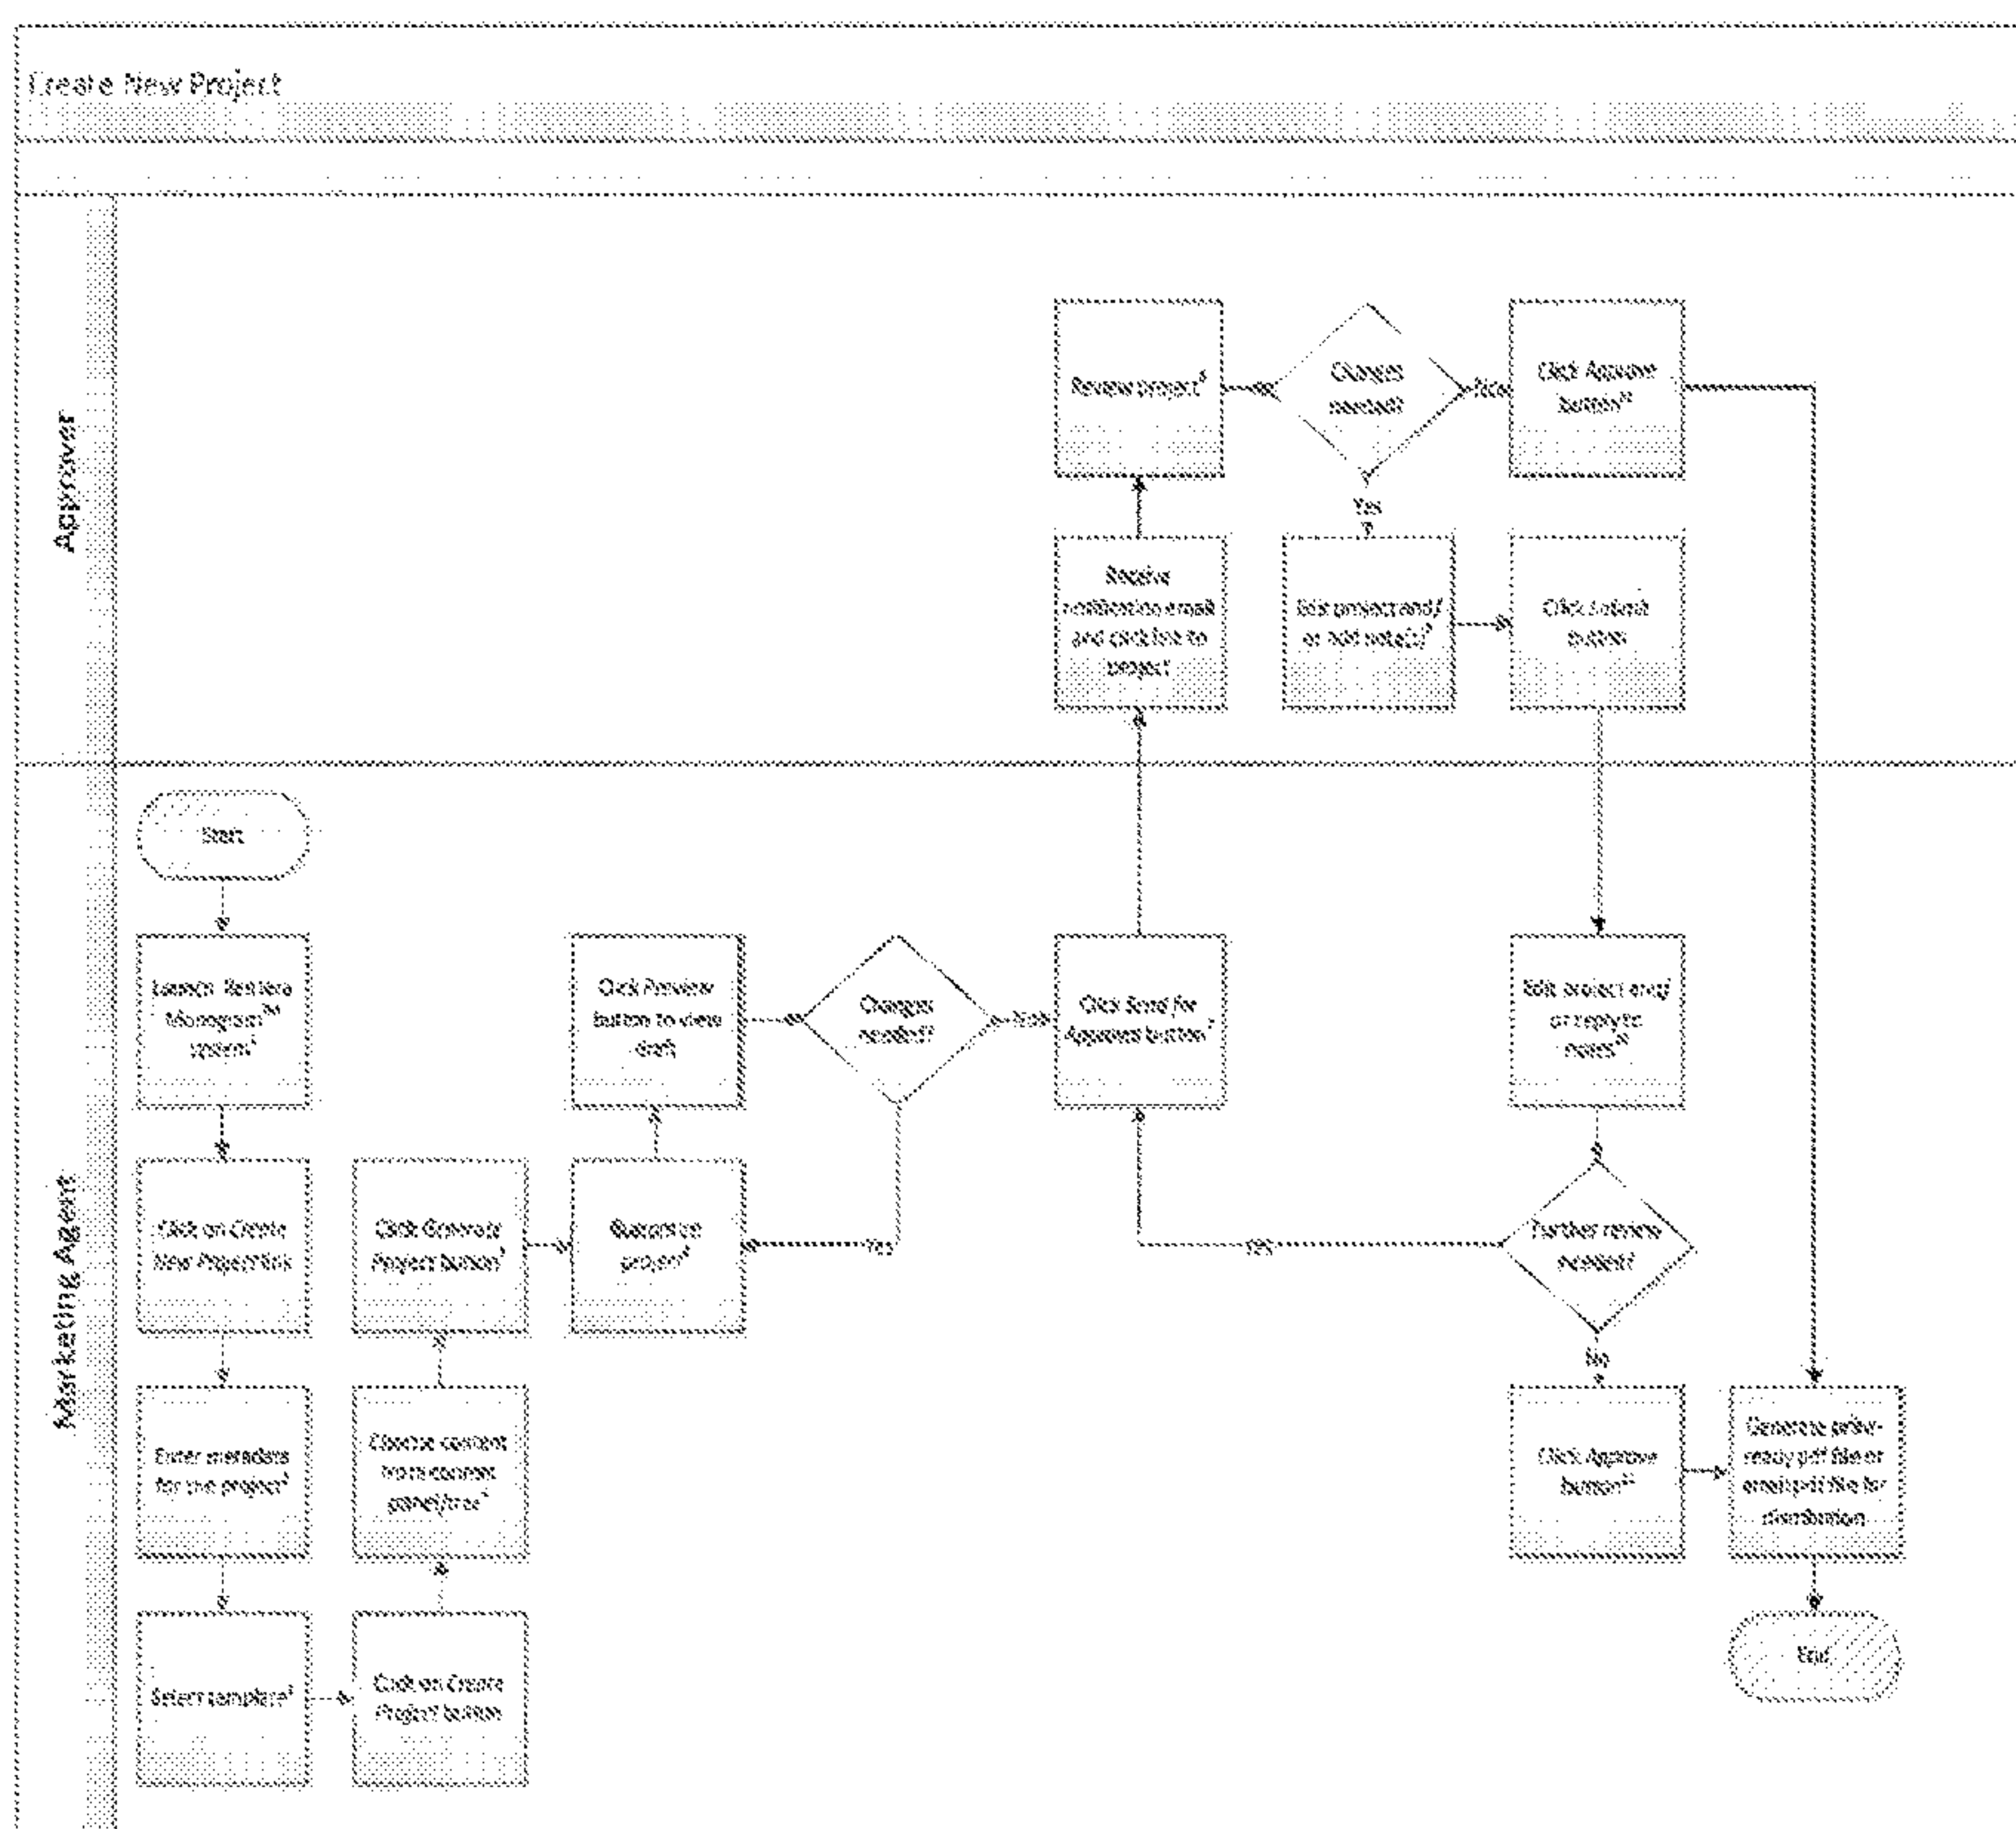 Create New Project
Approver
Review project
Changes
needed?
No
Click Approve
button
Yes
Receive
notification email
and click link to
project
Edit project and/
or add note(s)
Click Submit
button
Marketing Agent
Start
Launch
Monogram
system
Click on Create
New Project link
Enter metadata
for the project
Select template
Click on Create
Project button
Choose content
from content
panel/tree
Click Generate
Project button
project
Click Preview
button to view
draft
Changes
needed?
Yes
No
Click Send for
Approval button
Edit project and/
or reply to
notes
Further review
needed?
Yes
No
Click Approve
button
Generate print-
ready pdf file or
email pdf file for
distribution
End